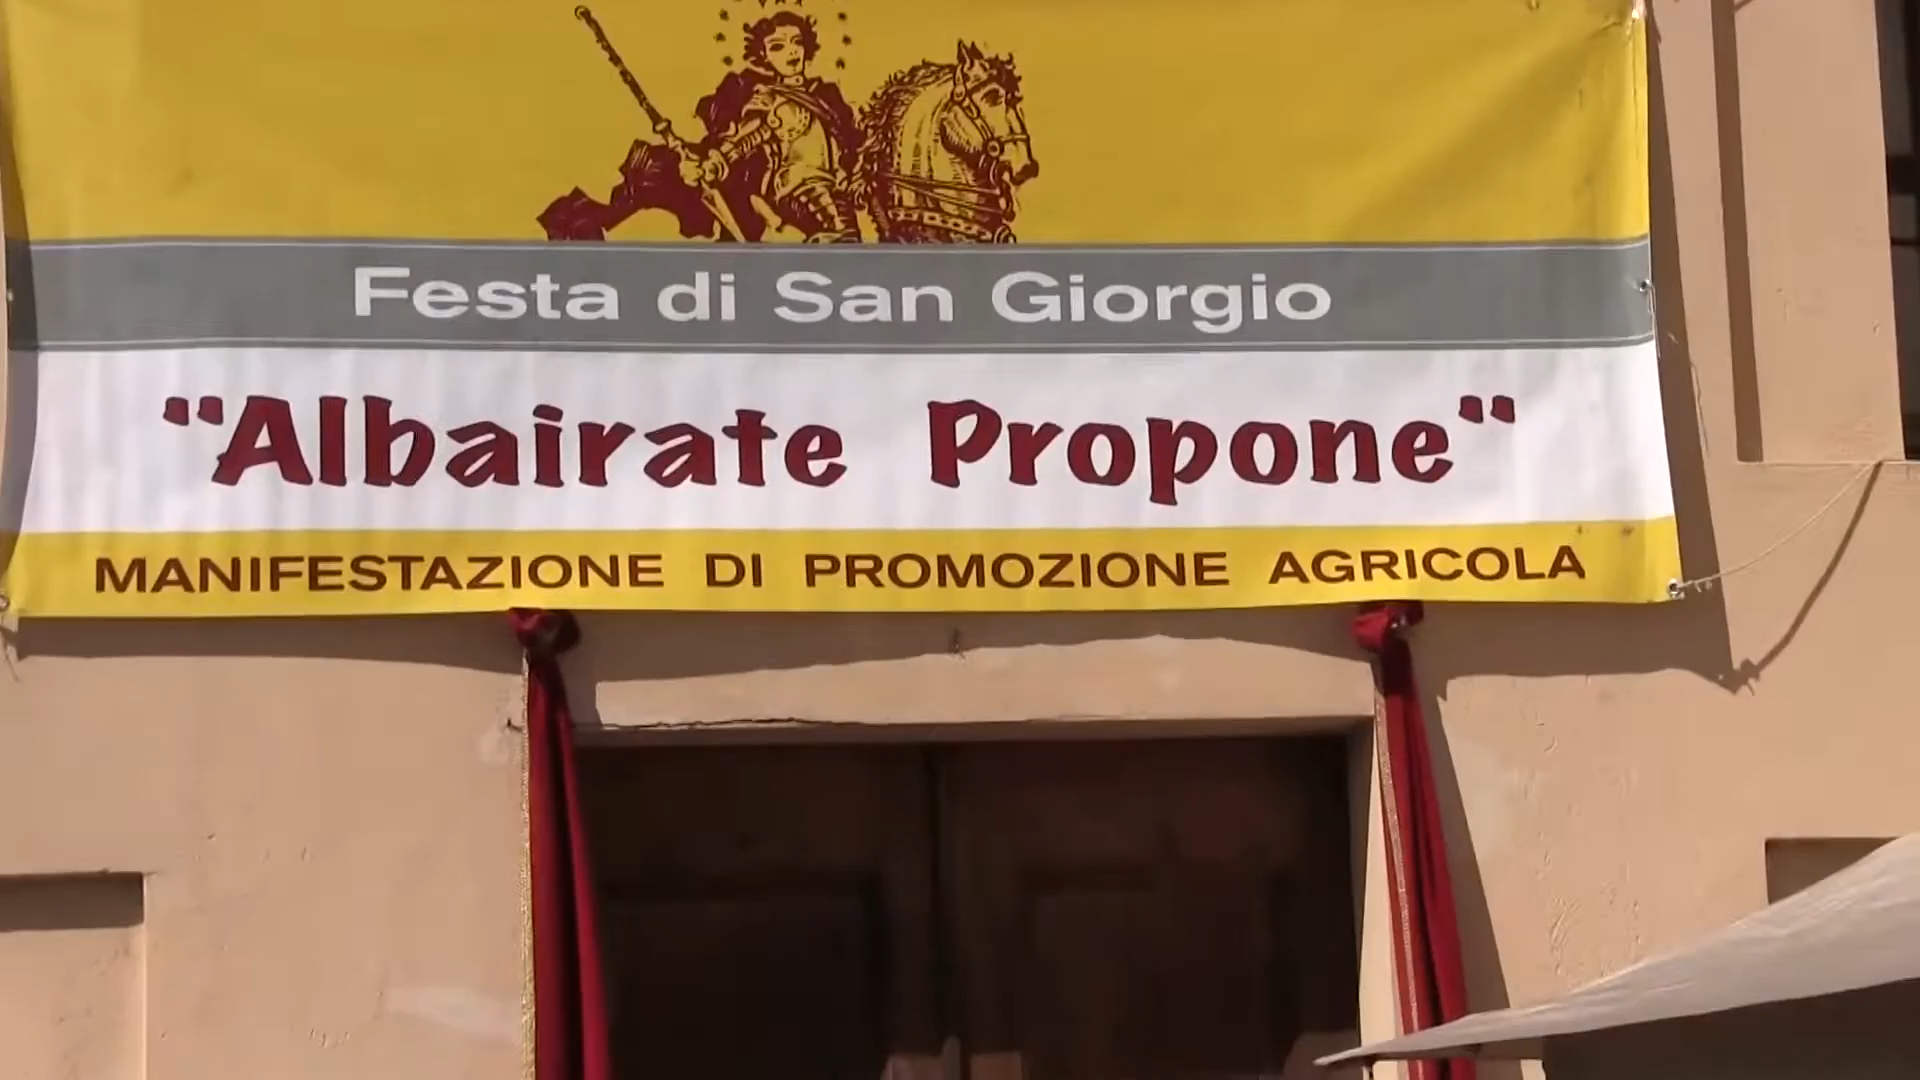 Festa di San Giorgio
"Albairate Propone"
MANIFESTAZIONE DI PROMOZIONE AGRICOLA